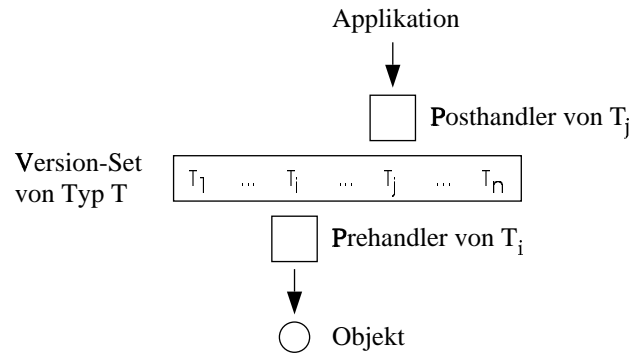 Applikation
Posthandler von Tj
Version-Set
von Typ T
T1 ... Ti ... Tj ... Tn
Prehandler von Ti
Objekt